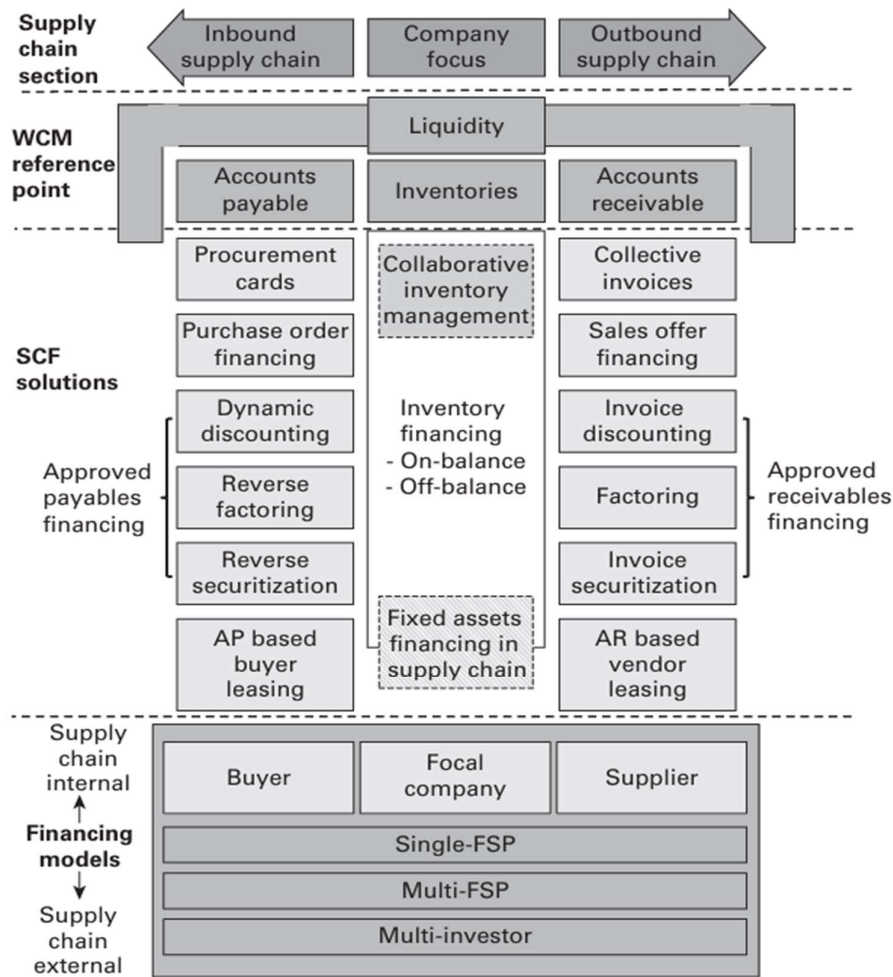 Supply
chain
section
Inbound
supply chain
Company
focus
Outbound
supply chain
WCM
reference
point
Liquidity
Accounts
payable
Inventories
Accounts
receivable
SCF
solutions
Procurement
cards
Collaborative
inventory
management
Collective
invoices
Purchase order
financing
Sales offer
financing
Approved
payables
financing
Dynamic
discounting
Inventory
financing
- On-balance
- Off-balance
Invoice
discounting
Approved
receivables
financing
Reverse
factoring
Factoring
Reverse
securitization
Invoice
securitization
AP based
buyer
leasing
Fixed assets
financing in
supply chain
AR based
vendor
leasing
Supply
chain
internal
Financing
models
Supply
chain
external
Buyer
Focal
company
Supplier
Single-FSP
Multi-FSP
Multi-investor